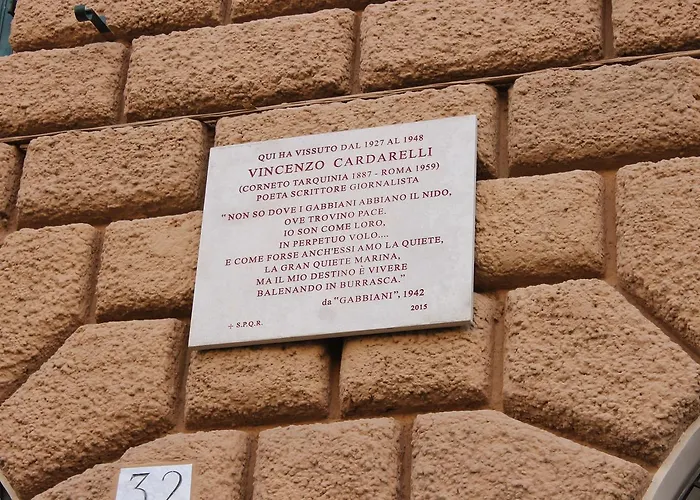 QUI HA VISSUTO DAL 1927 AL 1948
VINCENZO CARDARELLI
(CORNETO TARQUINIA 1887 - ROMA 1959)
POETA SCRITTORE GIORNALISTA
"NON SO DOVE I GABBIANI ABBIANO IL NIDO,
OVE TROVINO PACE.
IO SON COME LORO,
IN PERPETUO VOLO....
E COME FORSE ANCH'ESSI AMO LA QUIETE,
LA GRAN QUIETE MARINA,
MA IL MIO DESTINO È VIVERE
BALENANDO IN BURRASCA."
da "GABBIANI", 1942
+ S.P.Q.R.
2015
32